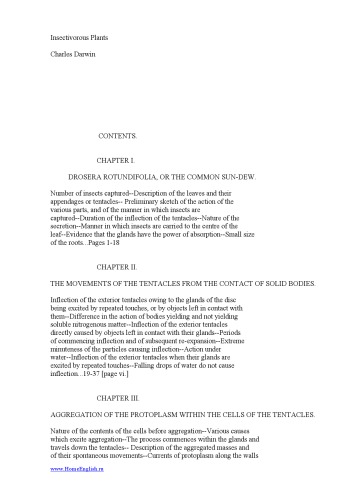 Insectivorous Plants
Charles Darwin
CONTENTS.
CHAPTER I.
DROSERA ROTUNDIFOLIA, OR THE COMMON SUN-DEW.
Number of insects captured--Description of the leaves and their
appendages or tentacles-- Preliminary sketch of the action of the
various parts, and of the manner in which insects are
captured--Duration of the inflection of the tentacles--Nature of the
secretion--Manner in which insects are carried to the centre of the
leaf--Evidence that the glands have the power of absorption--Small size
of the roots...Pages 1-18
CHAPTER II.
THE MOVEMENTS OF THE TENTACLES FROM THE CONTACT OF SOLID BODIES.
Inflection of the exterior tentacles owing to the glands of the disc
being excited by repeated touches, or by objects left in contact with
them--Difference in the action of bodies yielding and not yielding
soluble nitrogenous matter--Inflection of the exterior tentacles
directly caused by objects left in contact with their glands--Periods
of commencing inflection and of subsequent re-expansion--Extreme
minuteness of the particles causing inflection--Action under
water--Inflection of the exterior tentacles when their glands are
excited by repeated touches--Falling drops of water do not cause
inflection...19-37 [page vi.]
CHAPTER III.
AGGREGATION OF THE PROTOPLASM WITHIN THE CELLS OF THE TENTACLES.
Nature of the contents of the cells before aggregation--Various causes
which excite aggregation--The process commences within the glands and
travels down the tentacles-- Description of the aggregated masses and
of their spontaneous movements--Currents of protoplasm along the walls
www.HomeEnglish.ru